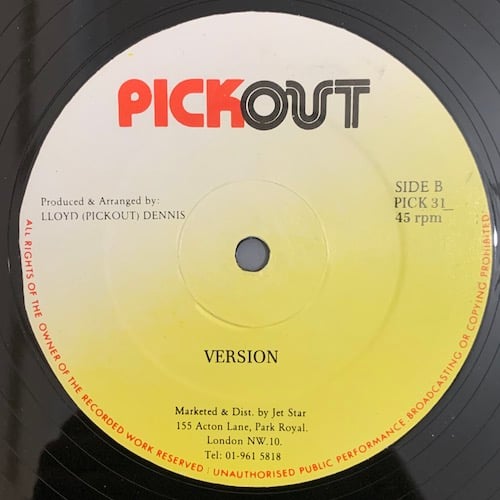 PICKOUT
Produced & Arranged by:
LLOYD (PICKOUT) DENNIS
SIDE B
PICK 31
45 rpm
VERSION
Marketed & Dist. by Jet Star
155 Acton Lane, Park Royal.
London NW.10.
Tel: 01-961 5818
ALL RIGHTS OF THE OWNER OF THE RECORDED WORK RESERVED : UNAUTHORISED PUBLIC PERFORMANCE BROADCASTING OR COPYING PROHIBITED